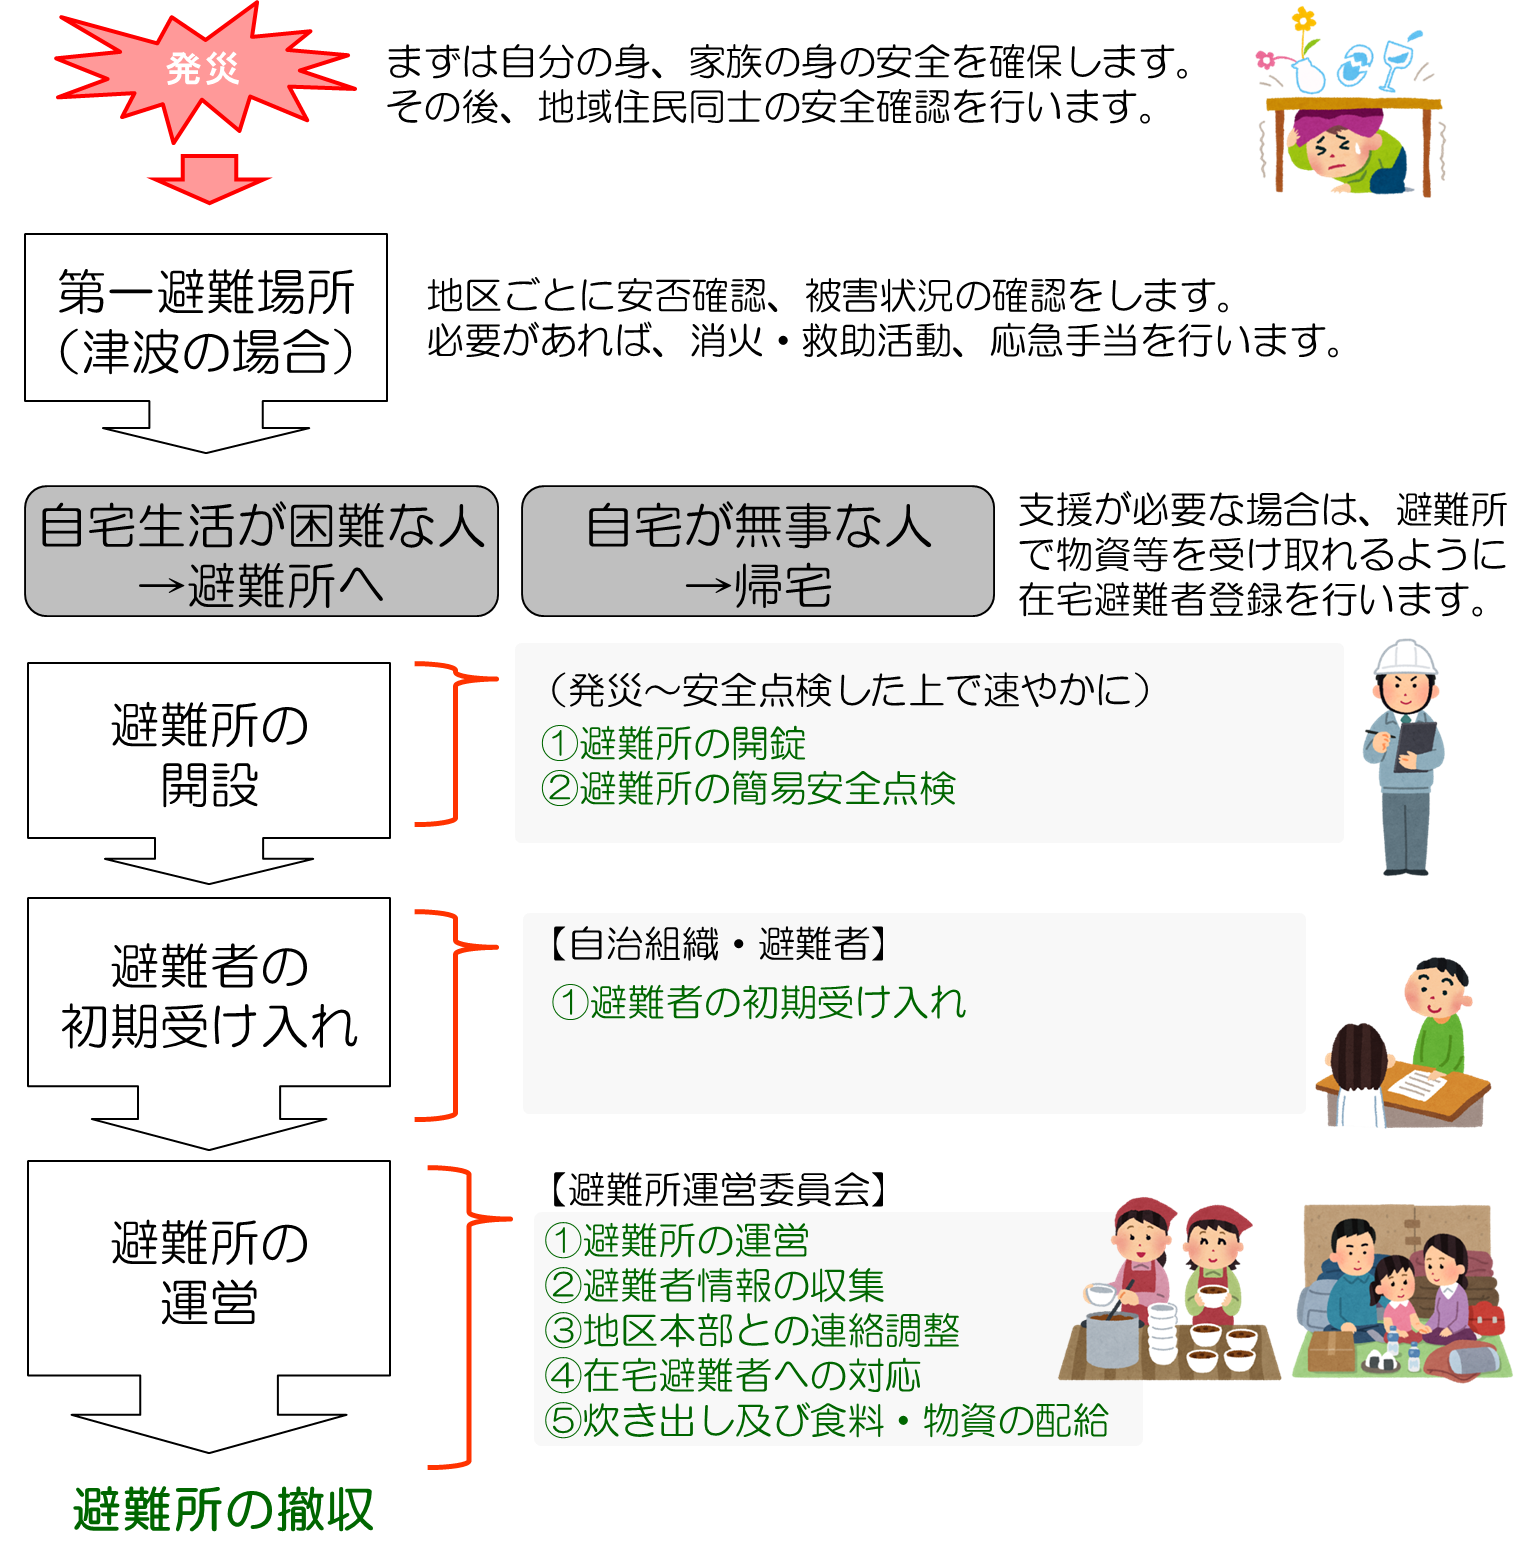 発災
まずは自分の身、家族の身の安全を確保します。
その後、地域住民同士の安全確認を行います。
第一避難場所
（津波の場合）
地区ごとに安否確認、被害状況の確認をします。
必要があれば、消火・救助活動、応急手当を行います。
自宅生活が困難な人
→避難所へ
自宅が無事な人
→帰宅
支援が必要な場合は、避難所
で物資等を受け取れるように
在宅避難者登録を行います。
避難所の
開設
（発災～安全点検した上で速やかに）
①避難所の開錠
②避難所の簡易安全点検
避難者の
初期受け入れ
【自治組織・避難者】
①避難者の初期受け入れ
避難所の
運営
【避難所運営委員会】
①避難所の運営
②避難者情報の収集
③地区本部との連絡調整
④在宅避難者への対応
⑤炊き出し及び食料・物資の配給
避難所の撤収